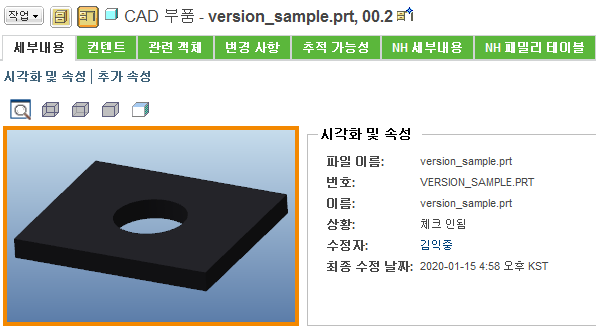 작업 CAD 부품 - version_sample.prt, 00.2
세부내용 컨텐트 관련 객체 변경 사항 추적 가능성 NH 세부내용 NH 패밀리 테이블
시각화 및 속성 | 추가 속성
시각화 및 속성
파일 이름: version_sample.prt
번호: VERSION_SAMPLE.PRT
이름: version_sample.prt
상황: 체크 인됨
수정자: 김익중
최종 수정 날짜: 2020-01-15 4:58 오후 KST